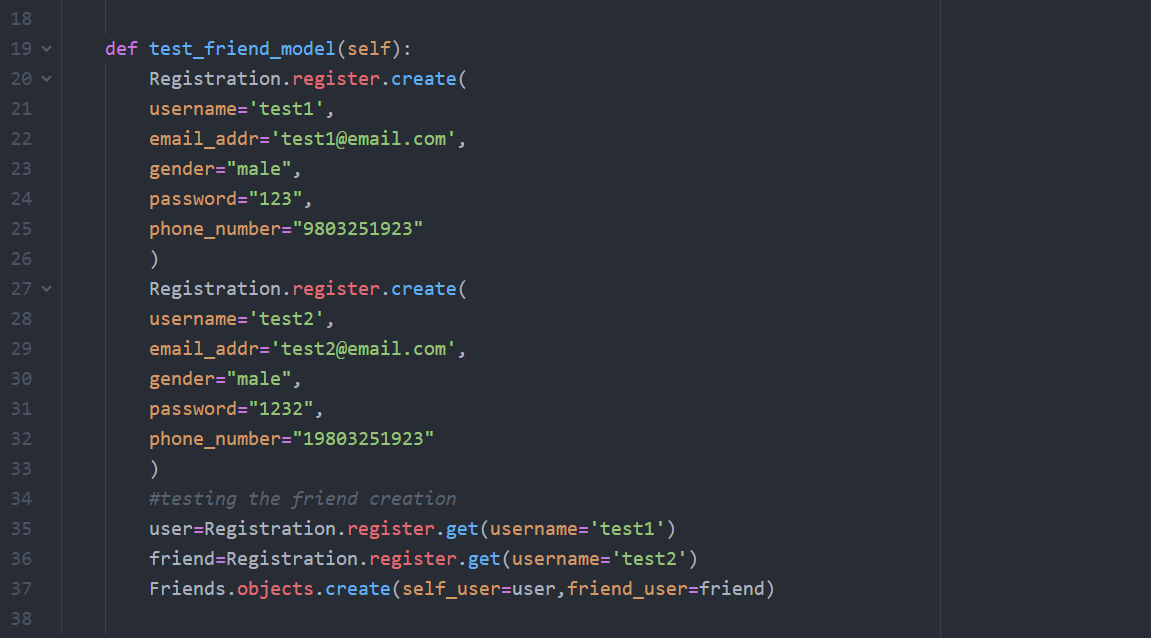 18
19 def test_friend_model(self):
20 Registration.register.create(
21 username='test1',
22 email_addr='test1@email.com',
23 gender="male",
24 password="123",
25 phone_number="9803251923"
26 )
27 Registration.register.create(
28 username='test2',
29 email_addr='test2@email.com',
30 gender="male",
31 password="1232",
32 phone_number="19803251923"
33 )
34 #testing the friend creation
35 user=Registration.register.get(username='test1')
36 friend=Registration.register.get(username='test2')
37 Friends.objects.create(self_user=user,friend_user=friend)
38